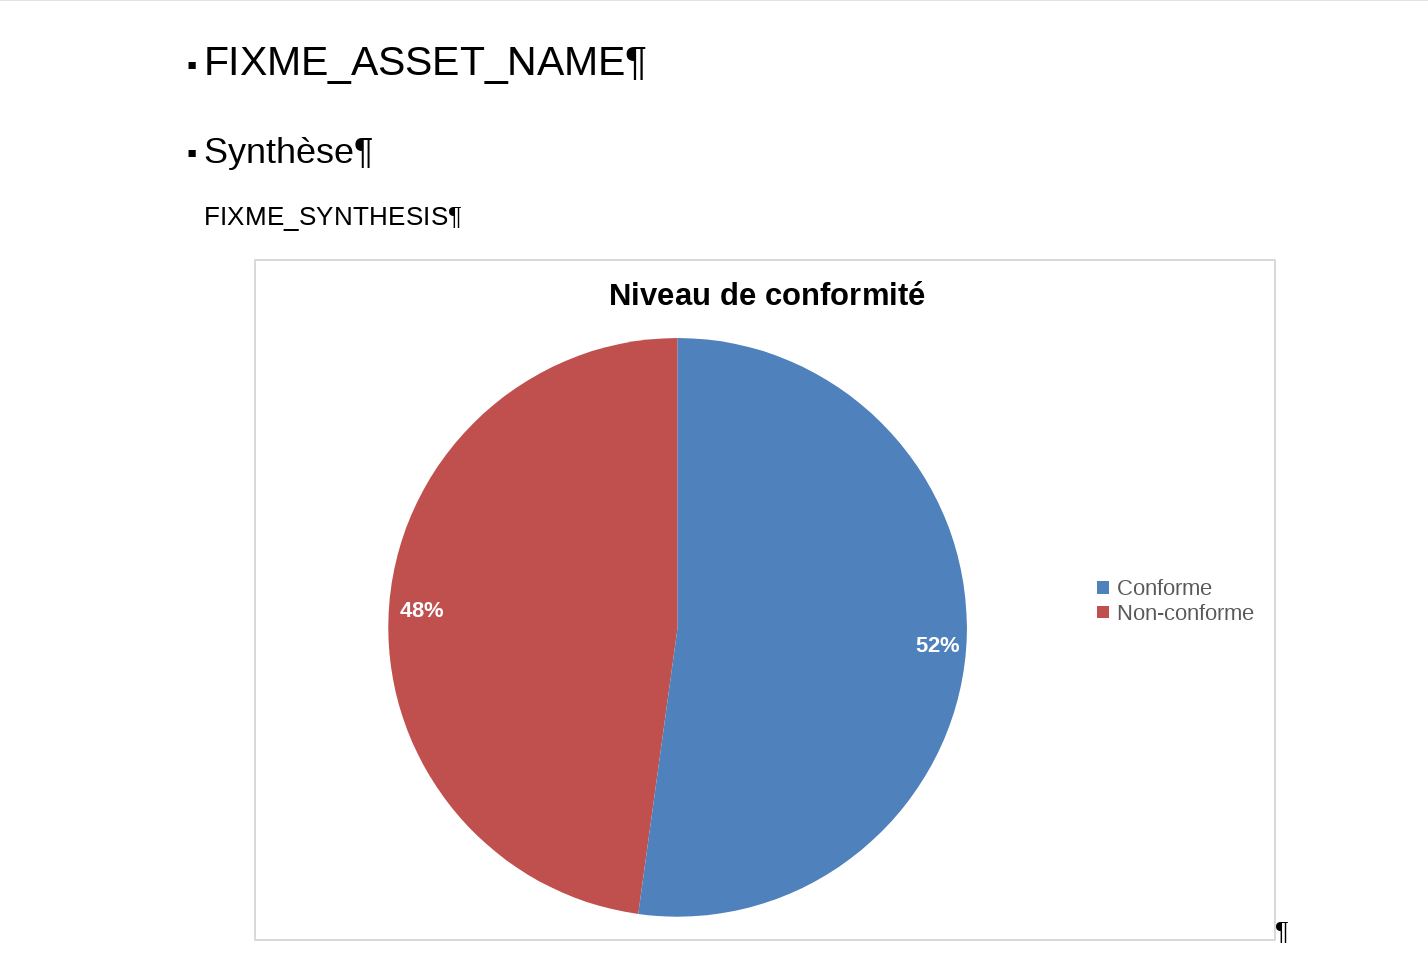 ▪ FIXME_ASSET_NAME¶
▪ Synthèse¶
FIXME_SYNTHESIS¶
Niveau de conformité
48%
52%
Conforme
Non-conforme
¶